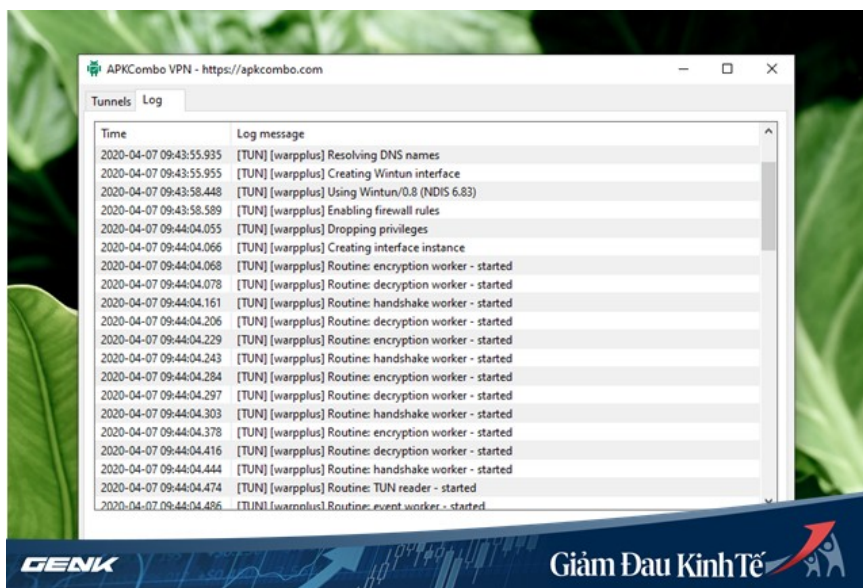 APKCombo VPN - https://apkcombo.com
Tunnels Log
Time Log message
2020-04-07 09:43:55.935 [TUN] [warpplus] Resolving DNS names
2020-04-07 09:43:55.955 [TUN] [warpplus] Creating Wintun interface
2020-04-07 09:43:58.448 [TUN] [warpplus] Using Wintun/0.8 (NDIS 6.83)
2020-04-07 09:43:58.589 [TUN] [warpplus] Enabling firewall rules
2020-04-07 09:44:04.055 [TUN] [warpplus] Dropping privileges
2020-04-07 09:44:04.066 [TUN] [warpplus] Creating interface instance
2020-04-07 09:44:04.068 [TUN] [warpplus] Routine: encryption worker - started
2020-04-07 09:44:04.078 [TUN] [warpplus] Routine: decryption worker - started
2020-04-07 09:44:04.161 [TUN] [warpplus] Routine: handshake worker - started
2020-04-07 09:44:04.206 [TUN] [warpplus] Routine: decryption worker - started
2020-04-07 09:44:04.229 [TUN] [warpplus] Routine: encryption worker - started
2020-04-07 09:44:04.243 [TUN] [warpplus] Routine: handshake worker - started
2020-04-07 09:44:04.284 [TUN] [warpplus] Routine: encryption worker - started
2020-04-07 09:44:04.297 [TUN] [warpplus] Routine: decryption worker - started
2020-04-07 09:44:04.303 [TUN] [warpplus] Routine: handshake worker - started
2020-04-07 09:44:04.378 [TUN] [warpplus] Routine: encryption worker - started
2020-04-07 09:44:04.416 [TUN] [warpplus] Routine: decryption worker - started
2020-04-07 09:44:04.444 [TUN] [warpplus] Routine: handshake worker - started
2020-04-07 09:44:04.474 [TUN] [warpplus] Routine: TUN reader - started
2020-04-07 09:44:04.486 [TUN] [warpplus] Routine: event worker - started
GENK
Giảm Đau Kinh Tế